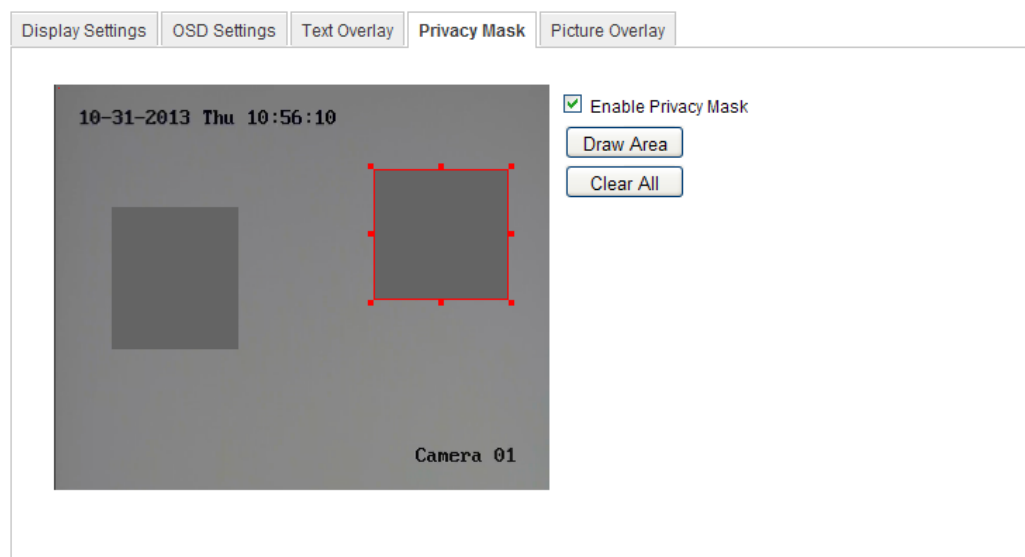 Display Settings
OSD Settings
Text Overlay
Privacy Mask
Picture Overlay
10-31-2013 Thu 10:56:10
Enable Privacy Mask
Draw Area
Clear All
Camera 01